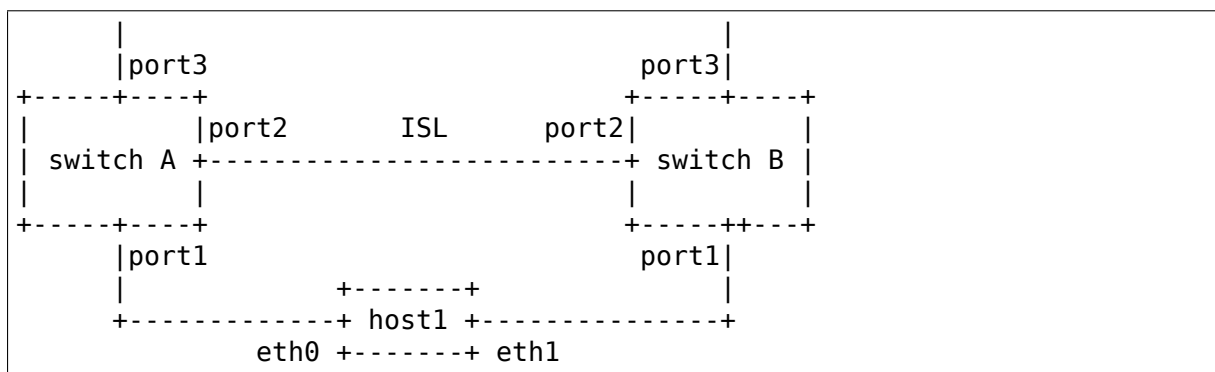 port3 port3
port2 ISL port2
switch A switch B
port1 port1
host1
eth0 eth1